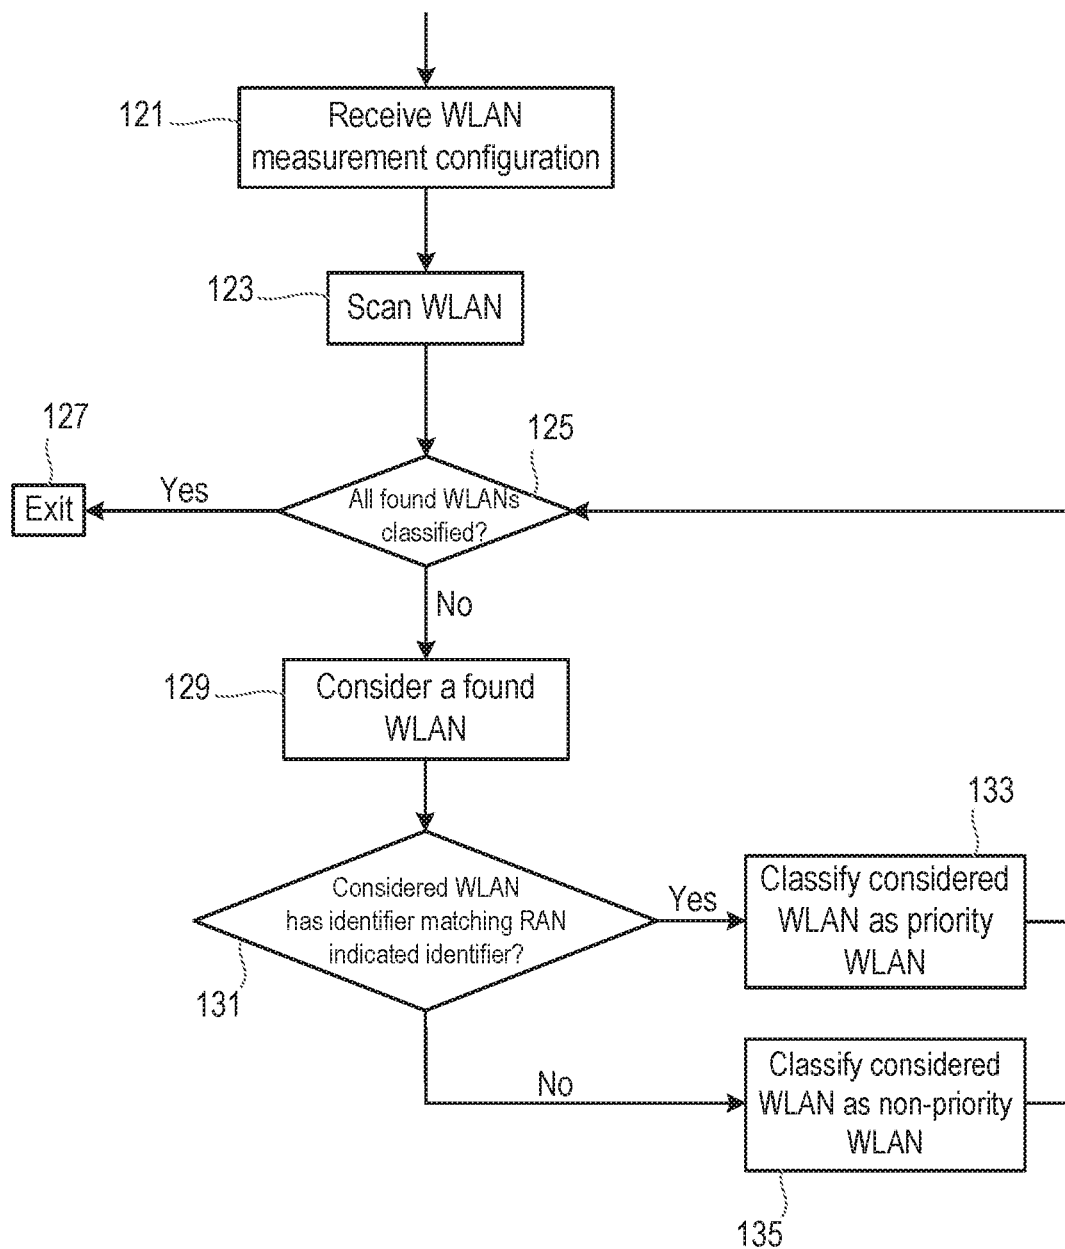 121
Receive WLAN
measurement configuration
123
Scan WLAN
127
125
Exit
Yes
All found WLANs
classified?
No
129
Consider a found
WLAN
133
Considered WLAN
has identifier matching RAN
indicated identifier?
Yes
Classify considered
WLAN as priority
WLAN
131
No
Classify considered
WLAN as non-priority
WLAN
135